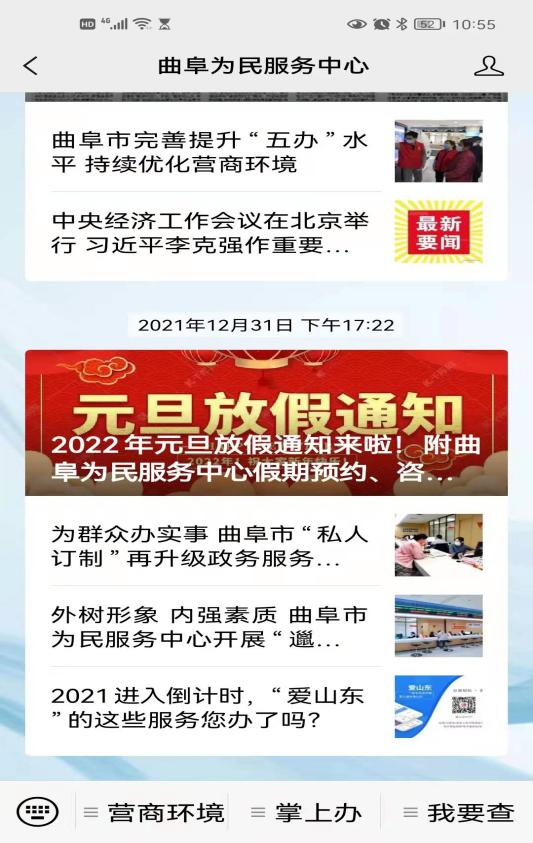 HD 4G 52 10:55
曲阜为民服务中心
曲阜市完善提升“五办”水
平 持续优化营商环境
中央经济工作会议在北京举
行 习近平李克强作重要...
最新
要闻
2021年12月31日 下午17:22
元旦放假通知
2022年元旦放假通知来啦！附曲
阜为民服务中心假期预约、咨...
为群众办实事 曲阜市“私人
订制”再升级政务服务...
外树形象 内强素质 曲阜市
为民服务中心开展“邋...
2021进入倒计时，“爱山东
”的这些服务您办了吗？
爱山东
营商环境
掌上办
我要查